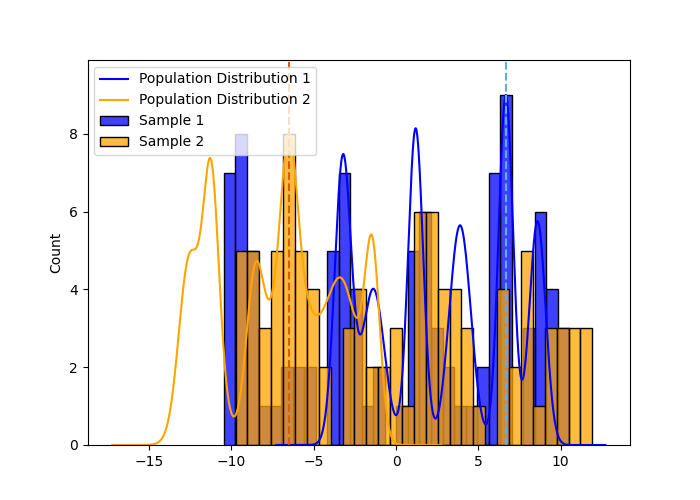 Population Distribution 1
Population Distribution 2
Sample 1
Sample 2
Count
8
6
4
2
0
−15 −10 −5 0 5 10